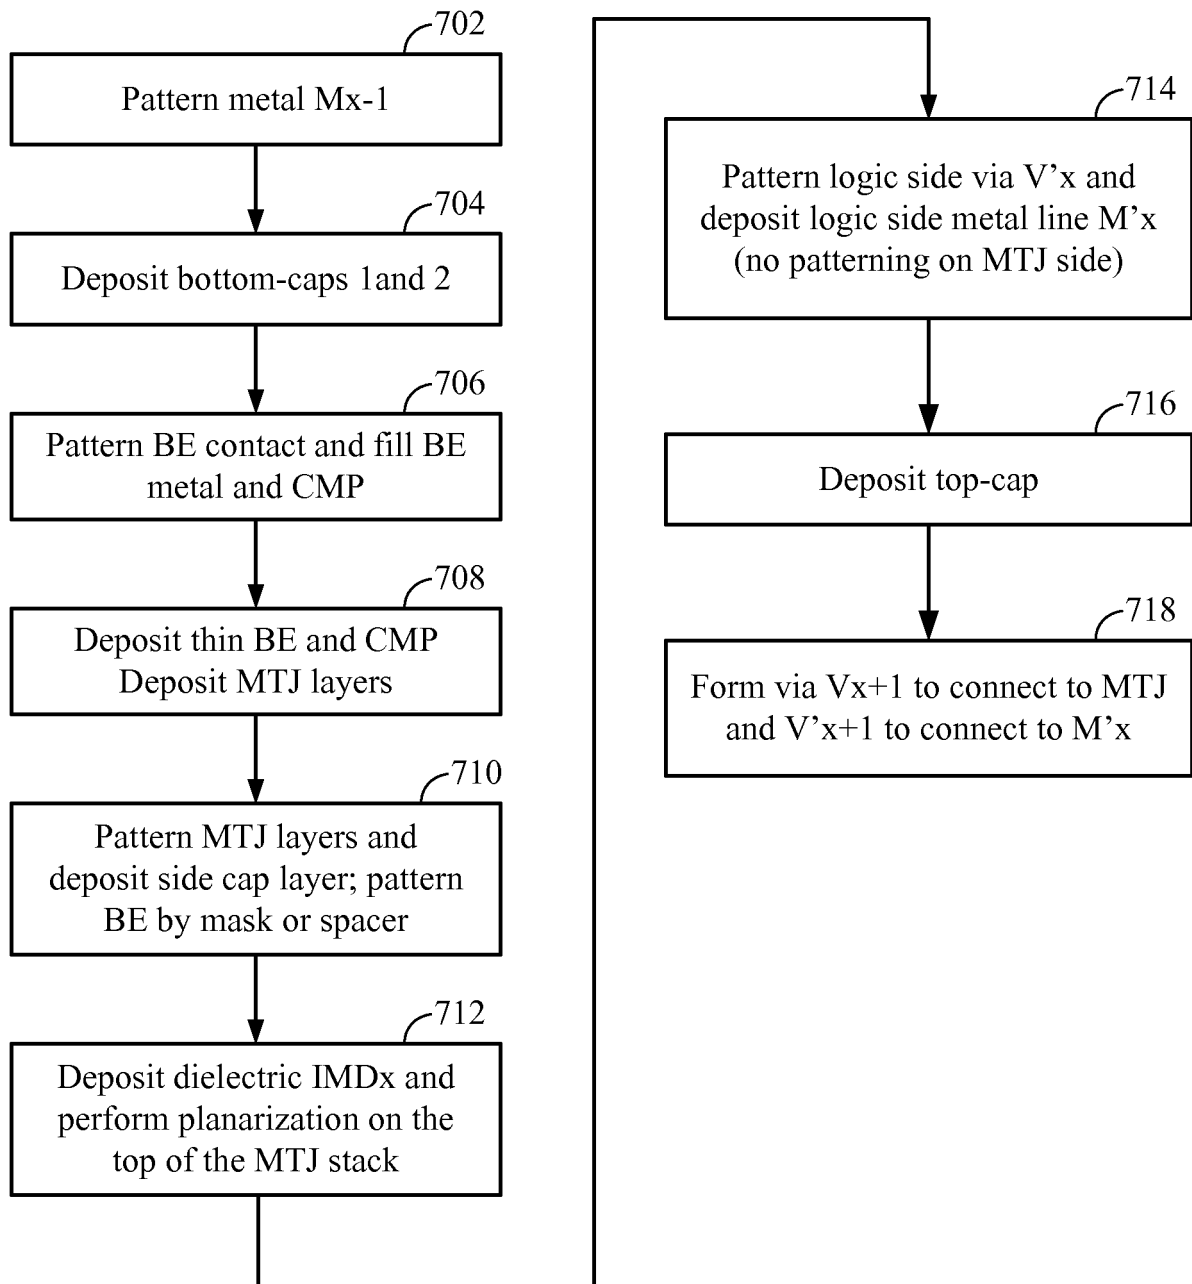 702
Pattern metal Mx-1
704
Deposit bottom-caps 1and 2
706
Pattern BE contact and fill BE
metal and CMP
708
Deposit thin BE and CMP
Deposit MTJ layers
710
Pattern MTJ layers and
deposit side cap layer; pattern
BE by mask or spacer
712
Deposit dielectric IMDx and
perform planarization on the
top of the MTJ stack
714
Pattern logic side via V’x and
deposit logic side metal line M’x
(no patterning on MTJ side)
716
Deposit top-cap
718
Form via Vx+1 to connect to MTJ
and V’x+1 to connect to M’x